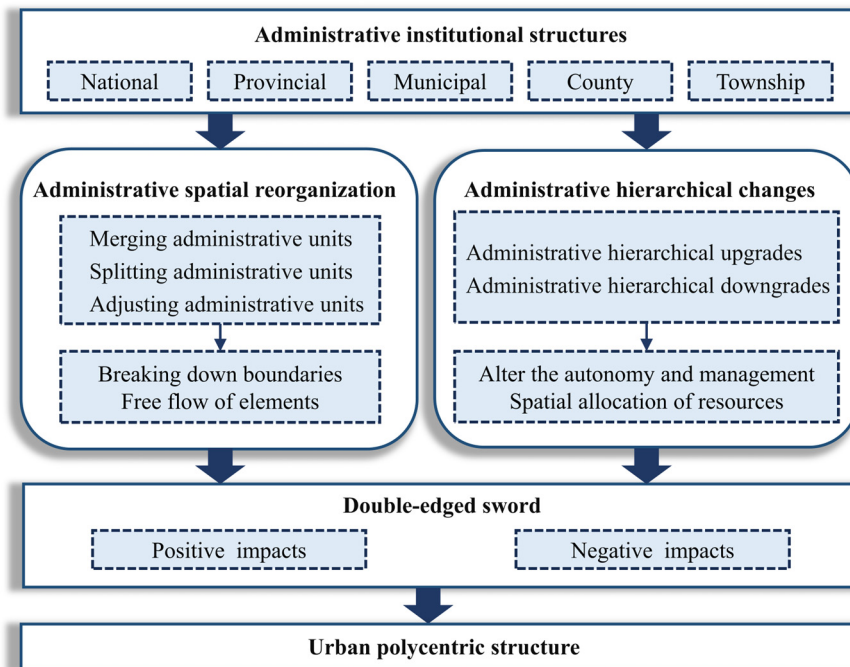 Administrative institutional structures
National Provincial Municipal County Township
Administrative spatial reorganization
Merging administrative units
Splitting administrative units
Adjusting administrative units
Breaking down boundaries
Free flow of elements
Administrative hierarchical changes
Administrative hierarchical upgrades
Administrative hierarchical downgrades
Alter the autonomy and management
Spatial allocation of resources
Double-edged sword
Positive impacts Negative impacts
Urban polycentric structure